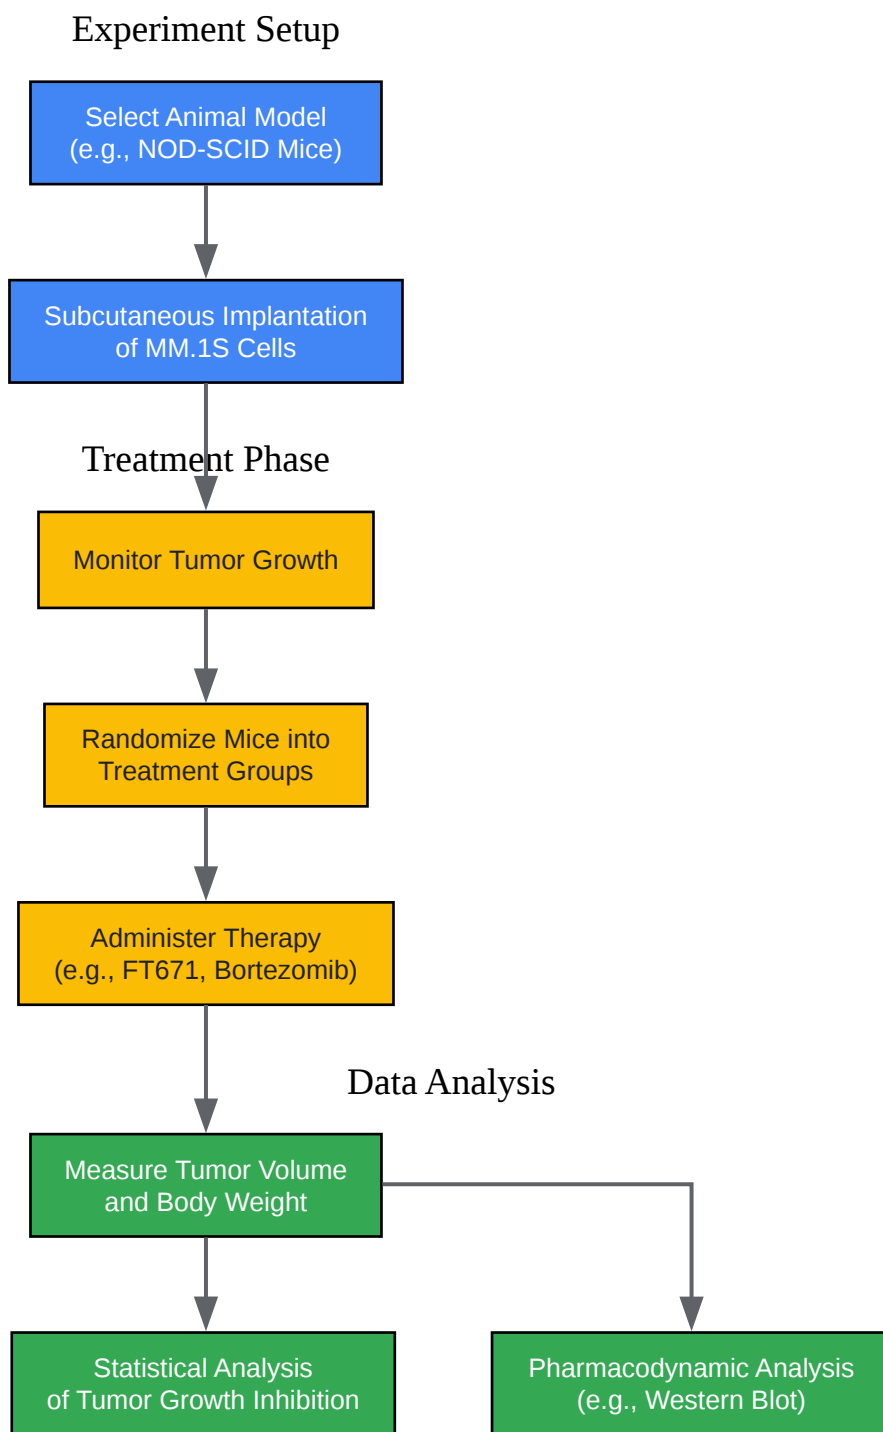 Experiment Setup
Select Animal Model
(e.g., NOD-SCID Mice)
Subcutaneous Implantation
of MM.1S Cells
Treatment Phase
Monitor Tumor Growth
Randomize Mice into
Treatment Groups
Administer Therapy
(e.g., FT671, Bortezomib)
Data Analysis
Measure Tumor Volume
and Body Weight
Statistical Analysis
of Tumor Growth Inhibition
Pharmacodynamic Analysis
(e.g., Western Blot)